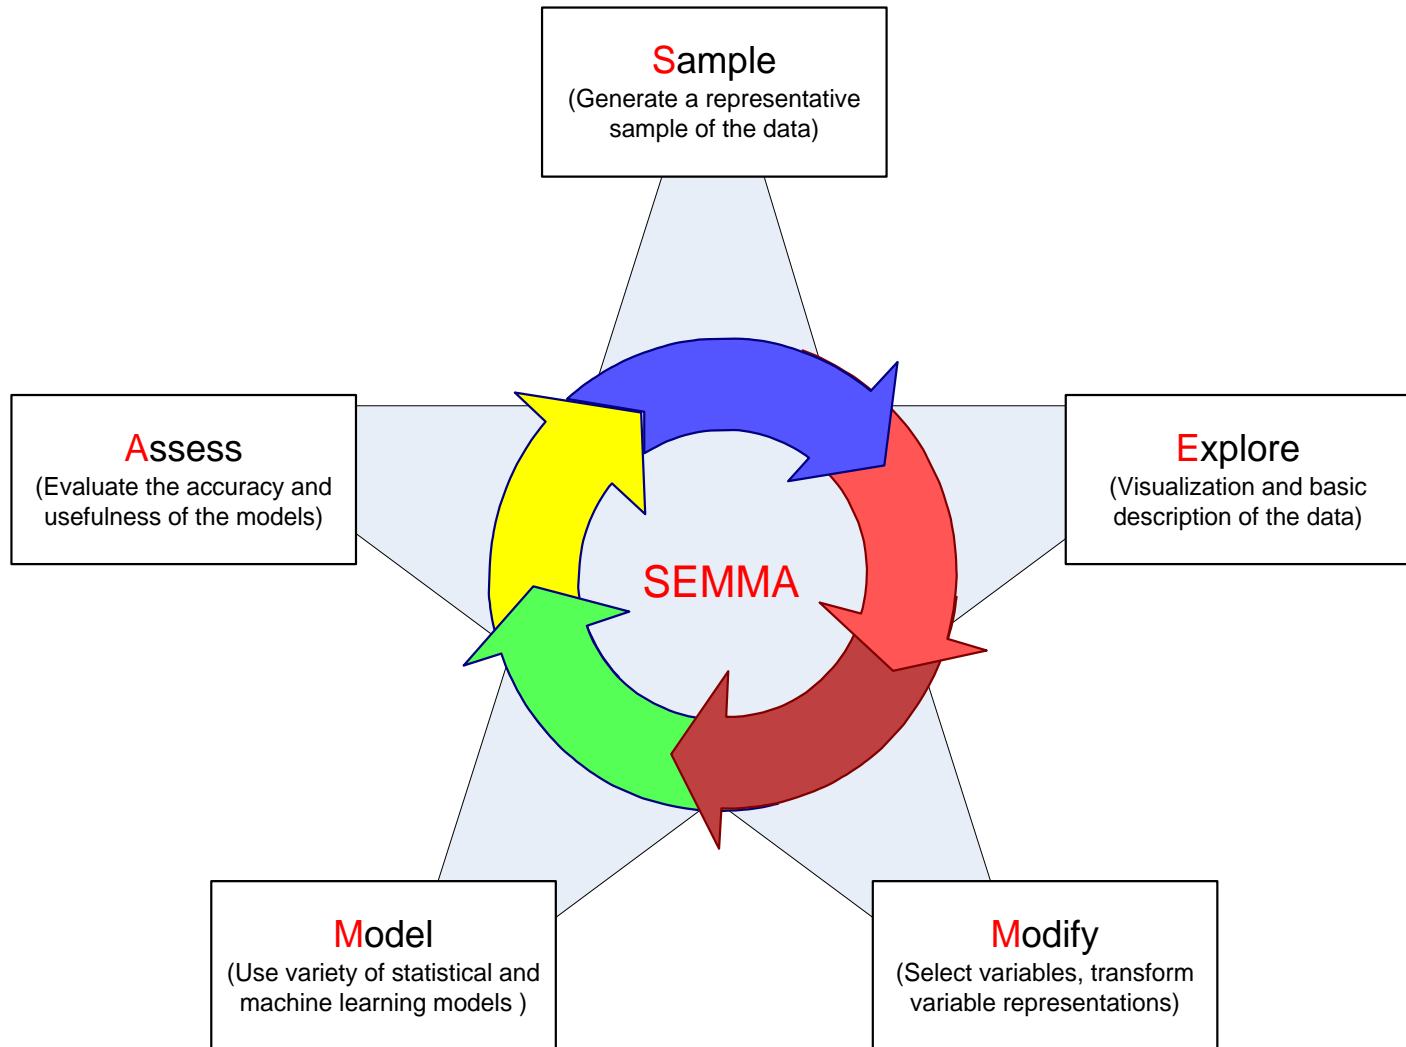 Sample
(Generate a representative
sample of the data)
Assess
(Evaluate the accuracy and
usefulness of the models)
Explore
(Visualization and basic
description of the data)
SEMMA
Model
(Use variety of statistical and
machine learning models )
Modify
(Select variables, transform
variable representations)